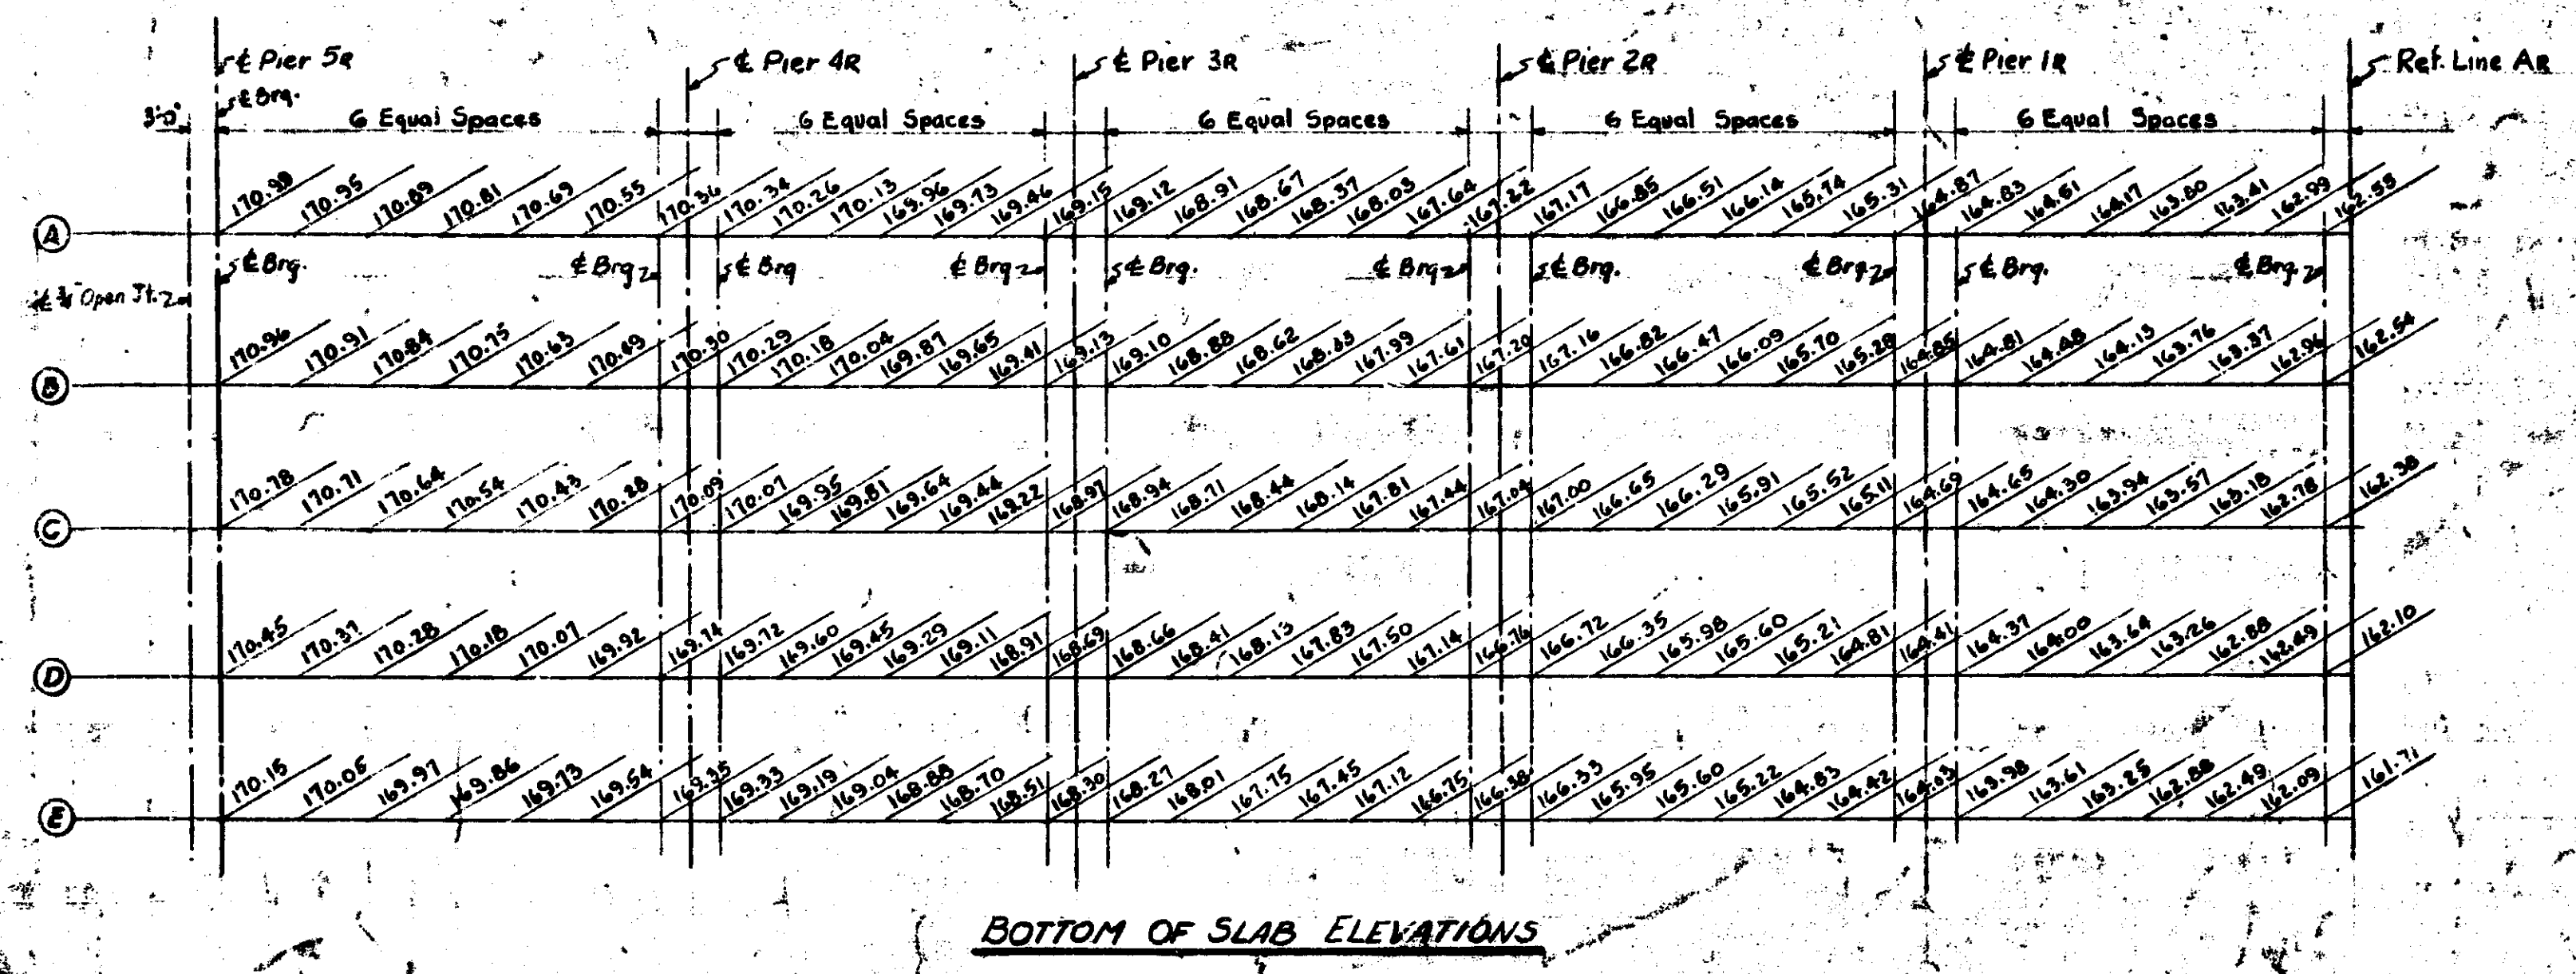 ℄ Pier 5R ℄ Pier 4R ℄ Pier 3R ℄ Pier 2R ℄ Pier 1R Ref. Line AR
℄ Brg.
3'-0" 6 Equal Spaces 6 Equal Spaces 6 Equal Spaces 6 Equal Spaces 6 Equal Spaces
A 170.99 170.95 170.89 170.81 170.69 170.55 170.36 170.34 170.26 170.13 169.96 169.73 169.46 169.15 169.12 168.91 168.67 168.37 168.03 167.64 167.22 167.17 166.85 166.51 166.14 165.74 165.31 164.87 164.83 164.51 164.17 163.80 163.41 162.99 162.58
℄ Brg. ℄ Brg ℄ Brg ℄ Brg ℄ Brg. ℄ Brg ℄ Brg. ℄ Brg ℄ Brg. ℄ Brg.
℄ ¾" Open Jt.
B 170.96 170.91 170.84 170.75 170.63 170.49 170.30 170.29 170.18 170.04 169.87 169.65 169.41 169.13 169.10 168.88 168.62 168.33 167.99 167.61 167.20 167.16 166.82 166.47 166.09 165.70 165.28 164.85 164.81 164.48 164.13 163.76 163.37 162.96 162.54
C 170.78 170.71 170.64 170.54 170.43 170.28 170.09 170.07 169.95 169.81 169.64 169.44 169.22 168.97 168.94 168.71 168.44 168.14 167.81 167.44 167.04 167.00 166.65 166.29 165.91 165.52 165.11 164.69 164.65 164.30 163.94 163.57 163.18 162.78 162.38
D 170.45 170.37 170.28 170.18 170.07 169.92 169.74 169.72 169.60 169.45 169.29 169.11 168.91 168.69 168.66 168.41 168.13 167.83 167.50 167.14 166.76 166.72 166.35 165.98 165.60 165.21 164.81 164.41 164.37 164.00 163.64 163.26 162.88 162.49 162.10
E 170.15 170.05 169.97 169.86 169.73 169.54 169.35 169.33 169.19 169.04 168.88 168.70 168.51 168.30 168.27 168.01 167.75 167.45 167.12 166.75 166.38 166.33 165.95 165.60 165.22 164.83 164.42 164.03 163.98 163.61 163.25 162.88 162.49 162.09 161.71
BOTTOM OF SLAB ELEVATIONS